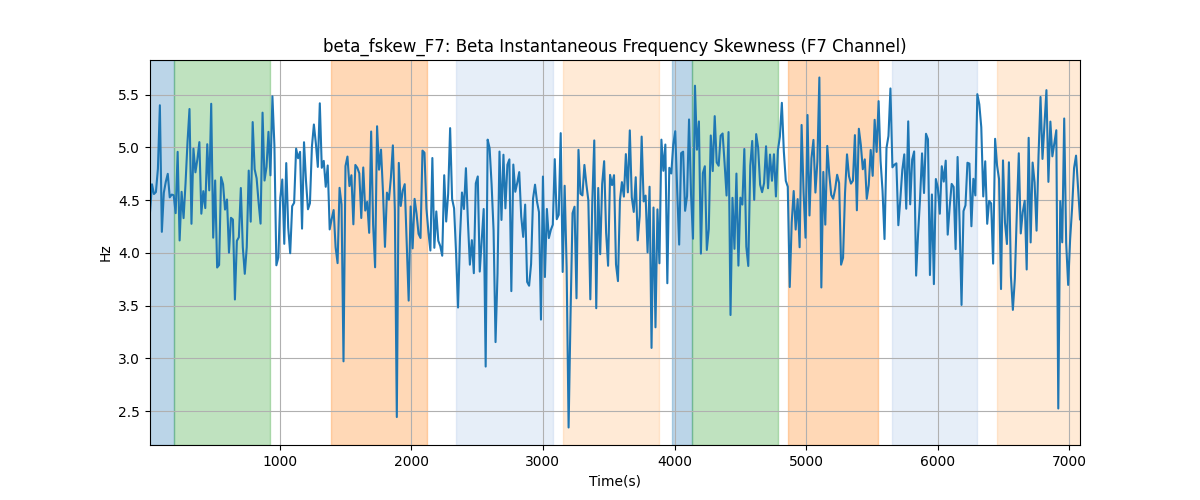 beta_fskew_F7: Beta Instantaneous Frequency Skewness (F7 Channel)
5.5
5.0
4.5
4.0
3.5
3.0
2.5
Hz
1000 2000 3000 4000 5000 6000 7000
Time(s)